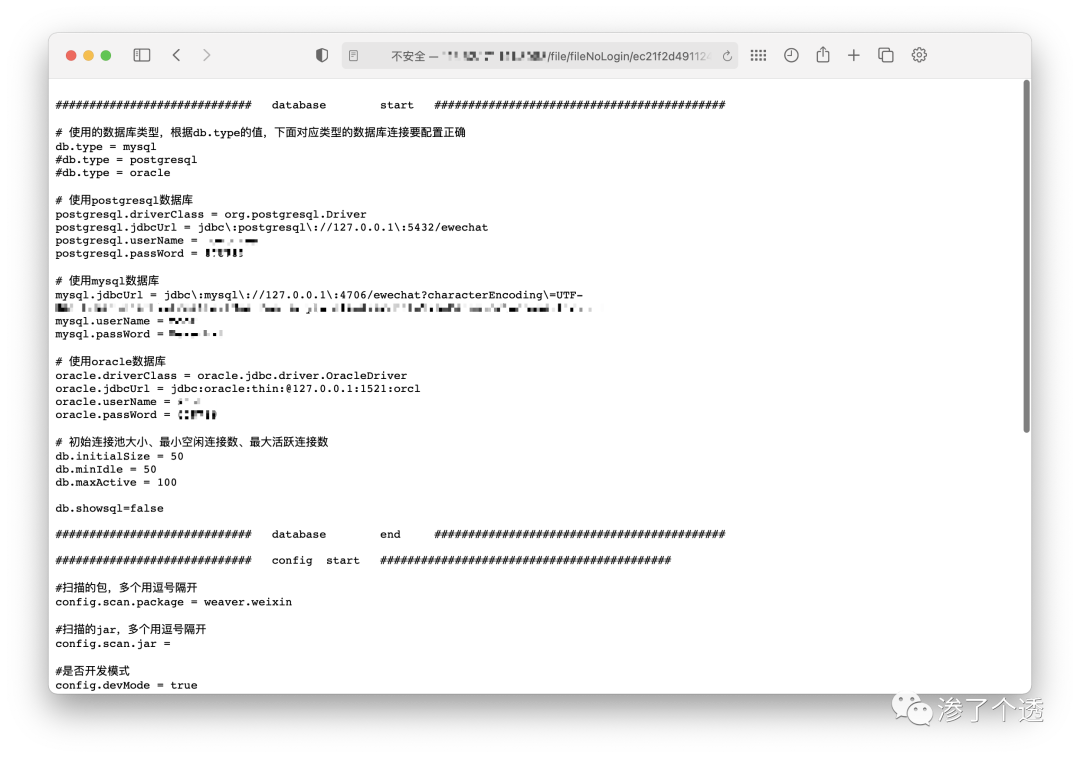 不安全 — /file/fileNoLogin/ec21f2d49112
############################# database start ###########################################
# 使用的数据库类型，根据db.type的值，下面对应类型的数据库连接要配置正确
db.type = mysql
#db.type = postgresql
#db.type = oracle
# 使用postgresql数据库
postgresql.driverClass = org.postgresql.Driver
postgresql.jdbcUrl = jdbc\:postgresql\://127.0.0.1\:5432/ewechat
postgresql.userName =
postgresql.passWord =
# 使用mysql数据库
mysql.jdbcUrl = jdbc\:mysql\://127.0.0.1\:4706/ewechat?characterEncoding\=UTF-
mysql.userName =
mysql.passWord =
# 使用oracle数据库
oracle.driverClass = oracle.jdbc.driver.OracleDriver
oracle.jdbcUrl = jdbc:oracle:thin:@127.0.0.1:1521:orcl
oracle.userName =
oracle.passWord =
# 初始连接池大小、最小空闲连接数、最大活跃连接数
db.initialSize = 50
db.minIdle = 50
db.maxActive = 100
db.showsql=false
############################# database end ###########################################
############################# config start ###########################################
#扫描的包，多个用逗号隔开
config.scan.package = weaver.weixin
#扫描的jar，多个用逗号隔开
config.scan.jar =
#是否开发模式
config.devMode = true
渗了个透